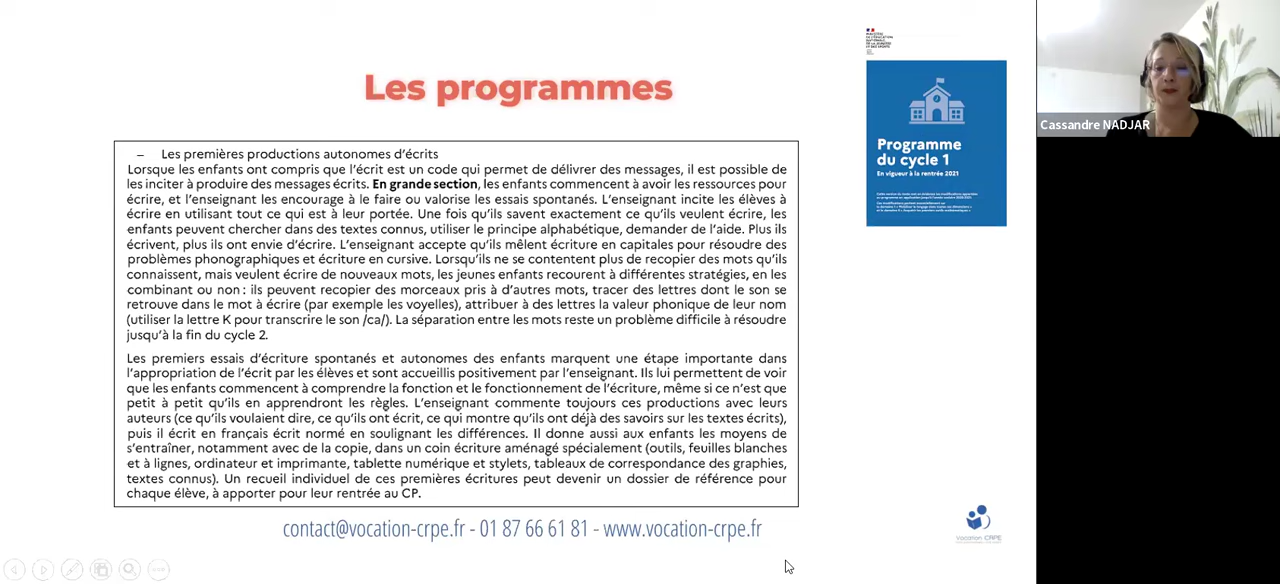 Les programmes
– Les premières productions autonomes d'écrits
Lorsque les enfants ont compris que l'écrit est un code qui permet de délivrer des messages, il est possible de
les inciter à produire des messages écrits. En grande section, les enfants commencent à avoir les ressources pour
écrire, et l'enseignant les encourage à le faire ou valorise les essais spontanés. L'enseignant incite les élèves à
écrire en utilisant tout ce qui est à leur portée. Une fois qu'ils savent exactement ce qu'ils veulent écrire, les
enfants peuvent chercher dans des textes connus, utiliser le principe alphabétique, demander de l'aide. Plus ils
écrivent, plus ils ont envie d'écrire. L'enseignant accepte qu'ils mêlent écriture en capitales pour résoudre des
problèmes phonographiques et écriture en cursive. Lorsqu'ils ne se contentent plus de recopier des mots qu'ils
connaissent, mais veulent écrire de nouveaux mots, les jeunes enfants recourent à différentes stratégies, en les
combinant ou non : ils peuvent recopier des morceaux pris à d'autres mots, tracer des lettres dont le son se
retrouve dans le mot à écrire (par exemple les voyelles), attribuer à des lettres la valeur phonique de leur nom
(utiliser la lettre K pour transcrire le son /ca/). La séparation entre les mots reste un problème difficile à résoudre
jusqu'à la fin du cycle 2.
Les premiers essais d'écriture spontanés et autonomes des enfants marquent une étape importante dans
l'appropriation de l'écrit par les élèves et sont accueillis positivement par l'enseignant. Ils lui permettent de voir
que les enfants commencent à comprendre la fonction et le fonctionnement de l'écriture, même si ce n'est que
petit à petit qu'ils en apprendront les règles. L'enseignant commente toujours ces productions avec leurs
auteurs (ce qu'ils voulaient dire, ce qu'ils ont écrit, ce qui montre qu'ils ont déjà des savoirs sur les textes écrits),
puis il écrit en français écrit normé en soulignant les différences. Il donne aussi aux enfants les moyens de
s'entraîner, notamment avec de la copie, dans un coin écriture aménagé spécialement (outils, feuilles blanches
et à lignes, ordinateur et imprimante, tablette numérique et stylets, tableaux de correspondance des graphies,
textes connus). Un recueil individuel de ces premières écritures peut devenir un dossier de référence pour
chaque élève, à apporter pour leur rentrée au CP.
contact@vocation-crpe.fr - 01 87 66 61 81 - www.vocation-crpe.fr
Programme
du cycle 1
En vigueur à la rentrée 2021
Vocation CRPE
Cassandre NADJAR